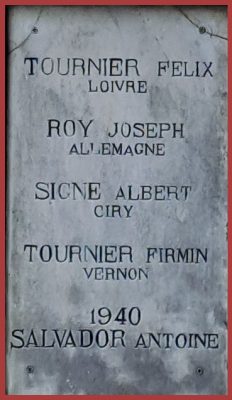 TOURNIER FELIX
LOIVRE
ROY JOSEPH
ALLEMAGNE
SIGNE ALBERT
CIRY
TOURNIER FIRMIN
VERNON
1940
SALVADOR ANTOINE